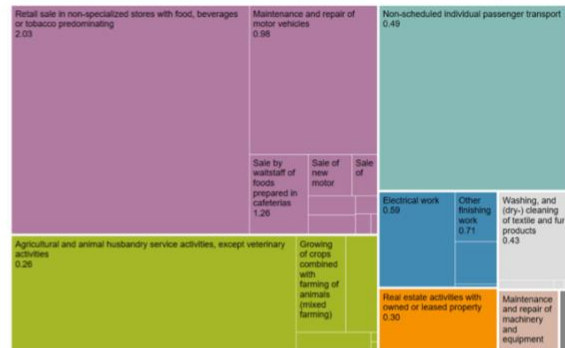 Retail sale in non-specialized stores with food, beverages
or tobacco predominating
2.03
Maintenance and repair of
motor vehicles
0.98
Sale by
waitstaff of
foods
prepared in
cafeterias
1.26
Sale of
new
motor
Sale
of
Non-scheduled individual passenger transport
0.49
Electrical work
0.59
Other
finishing
work
0.71
Washing, and
(dry-) cleaning
of textile and fur
products
0.43
Agricultural and animal husbandry service activities, except veterinary
activities
0.26
Growing
of crops
combined
with
farming of
animals
(mixed
farming)
Real estate activities with
owned or leased property
0.30
Maintenance
and repair of
machinery
and
equipment